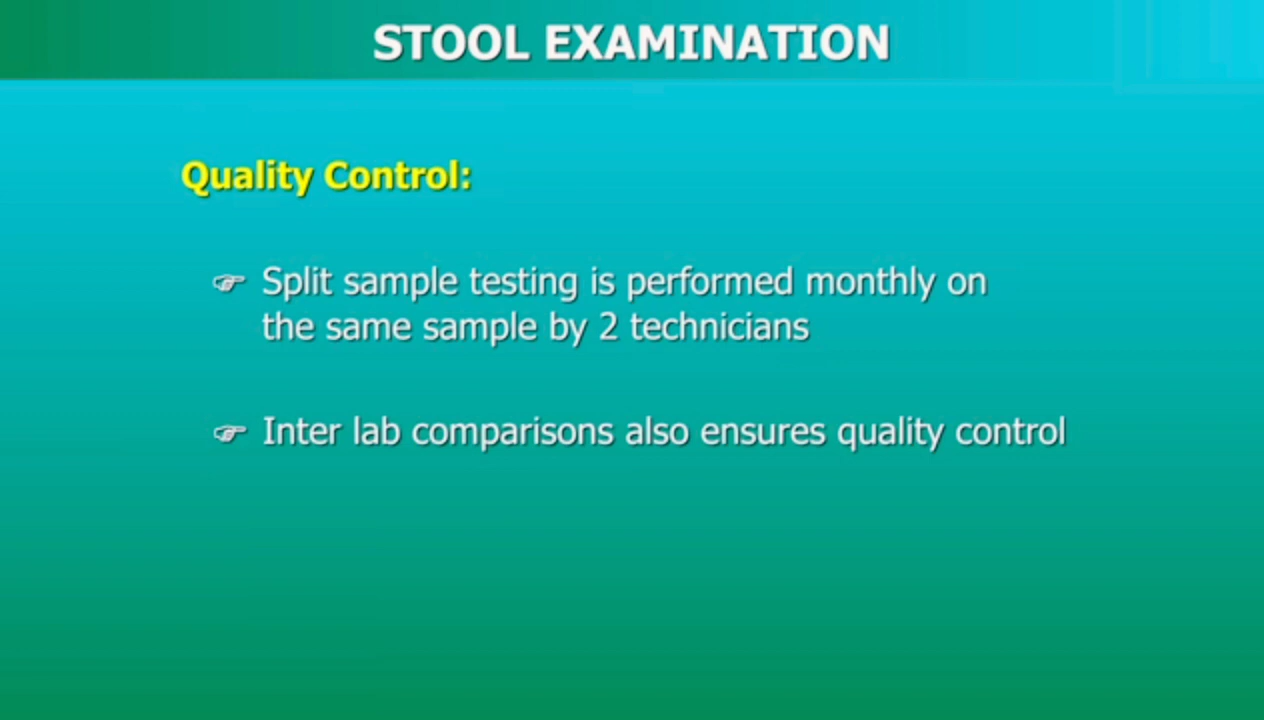 STOOL EXAMINATION
Quality Control:
☞ Split sample testing is performed monthly on
the same sample by 2 technicians
☞ Inter lab comparisons also ensures quality control